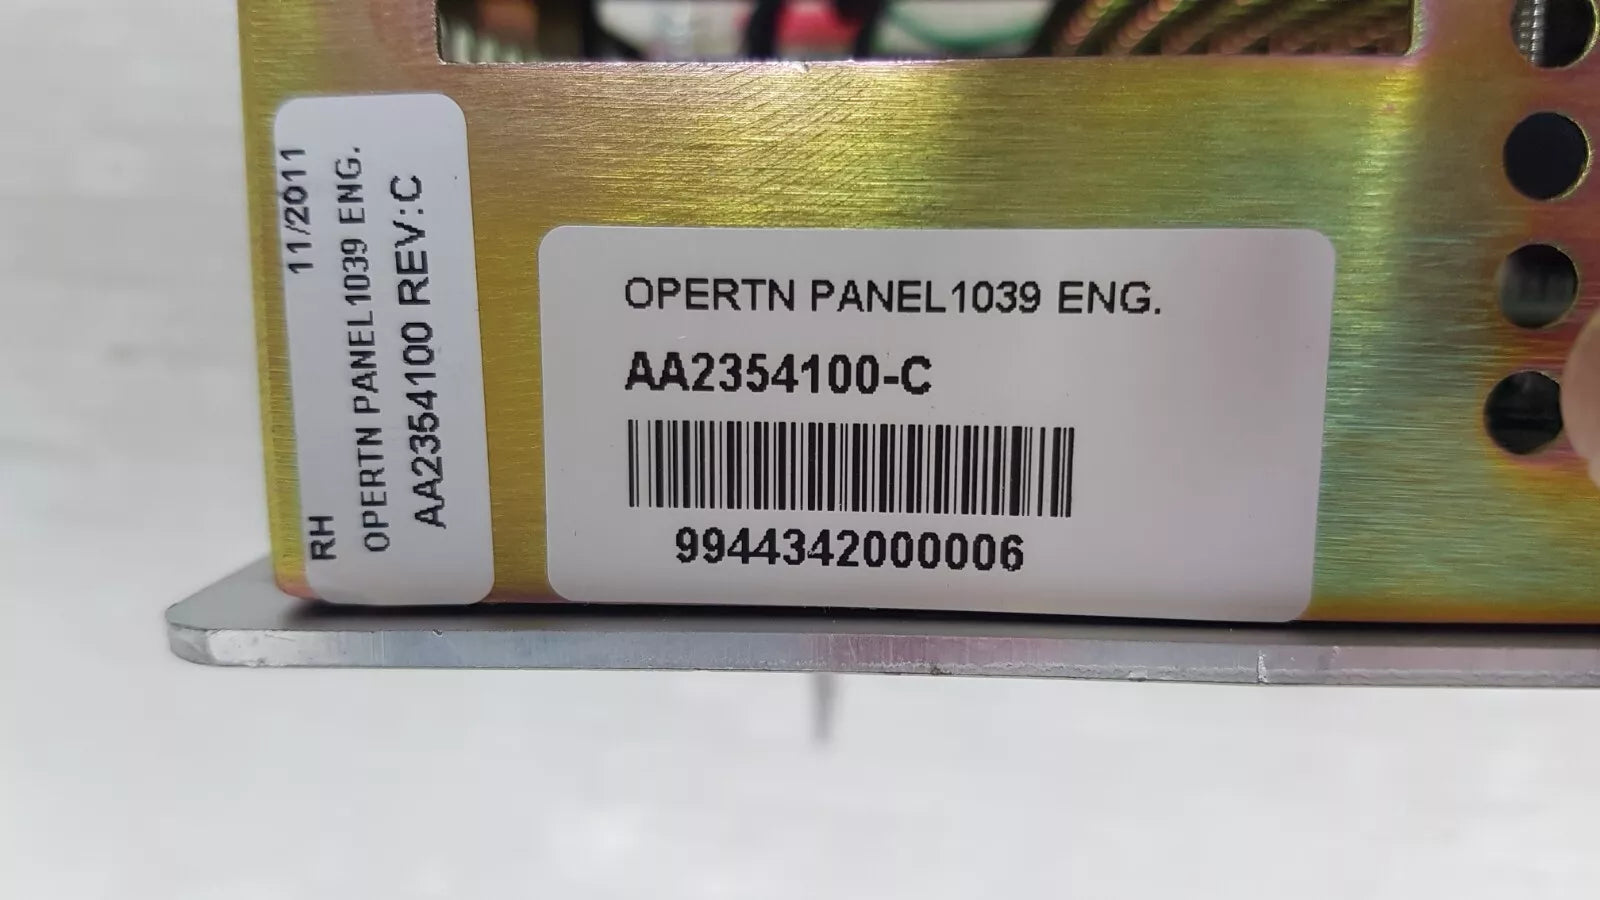 RH 11/2011
OPERTN PANEL1039 ENG.
AA2354100 REV:C
OPERTN PANEL1039 ENG.
AA2354100-C
9944342000006